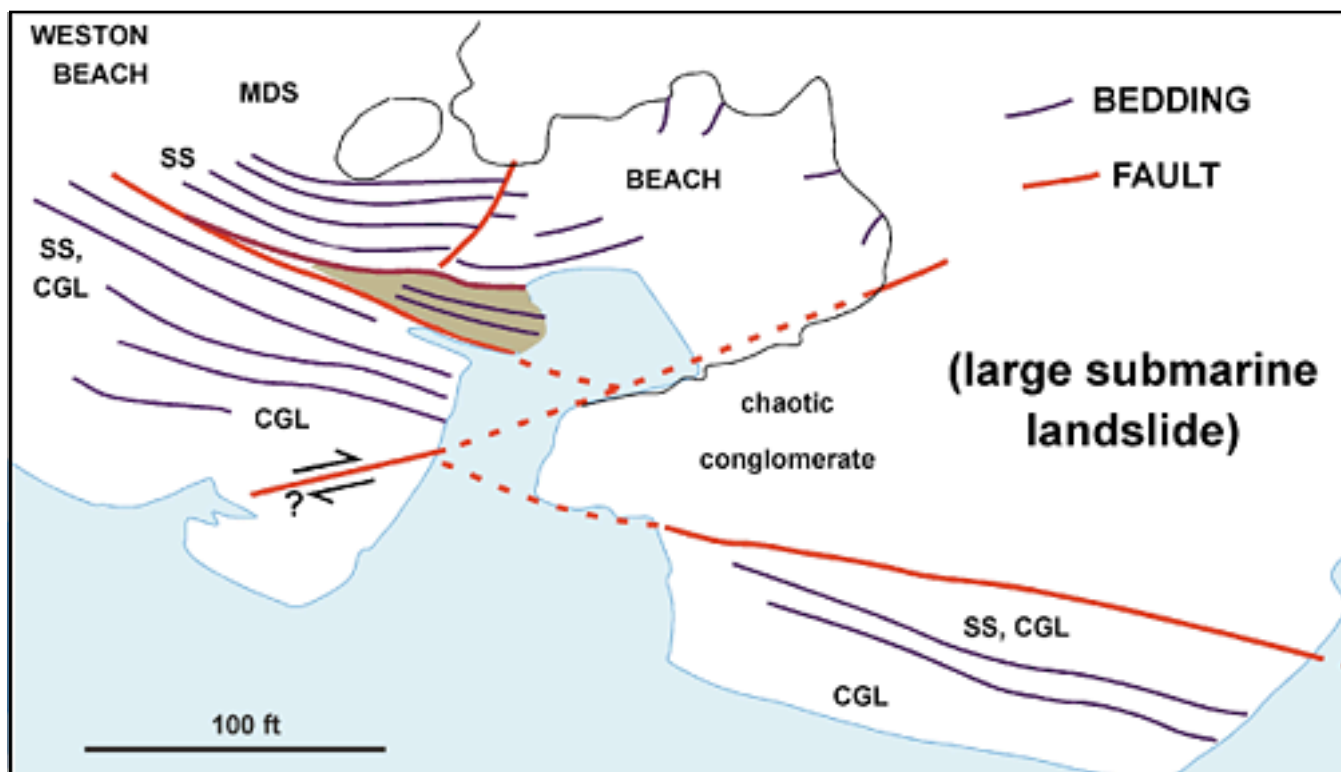 WESTON
BEACH
MDS
SS
BEACH
BEDDING
FAULT
SS,
CGL
CGL
?
chaotic
conglomerate
(large submarine
landslide)
SS, CGL
CGL
100 ft